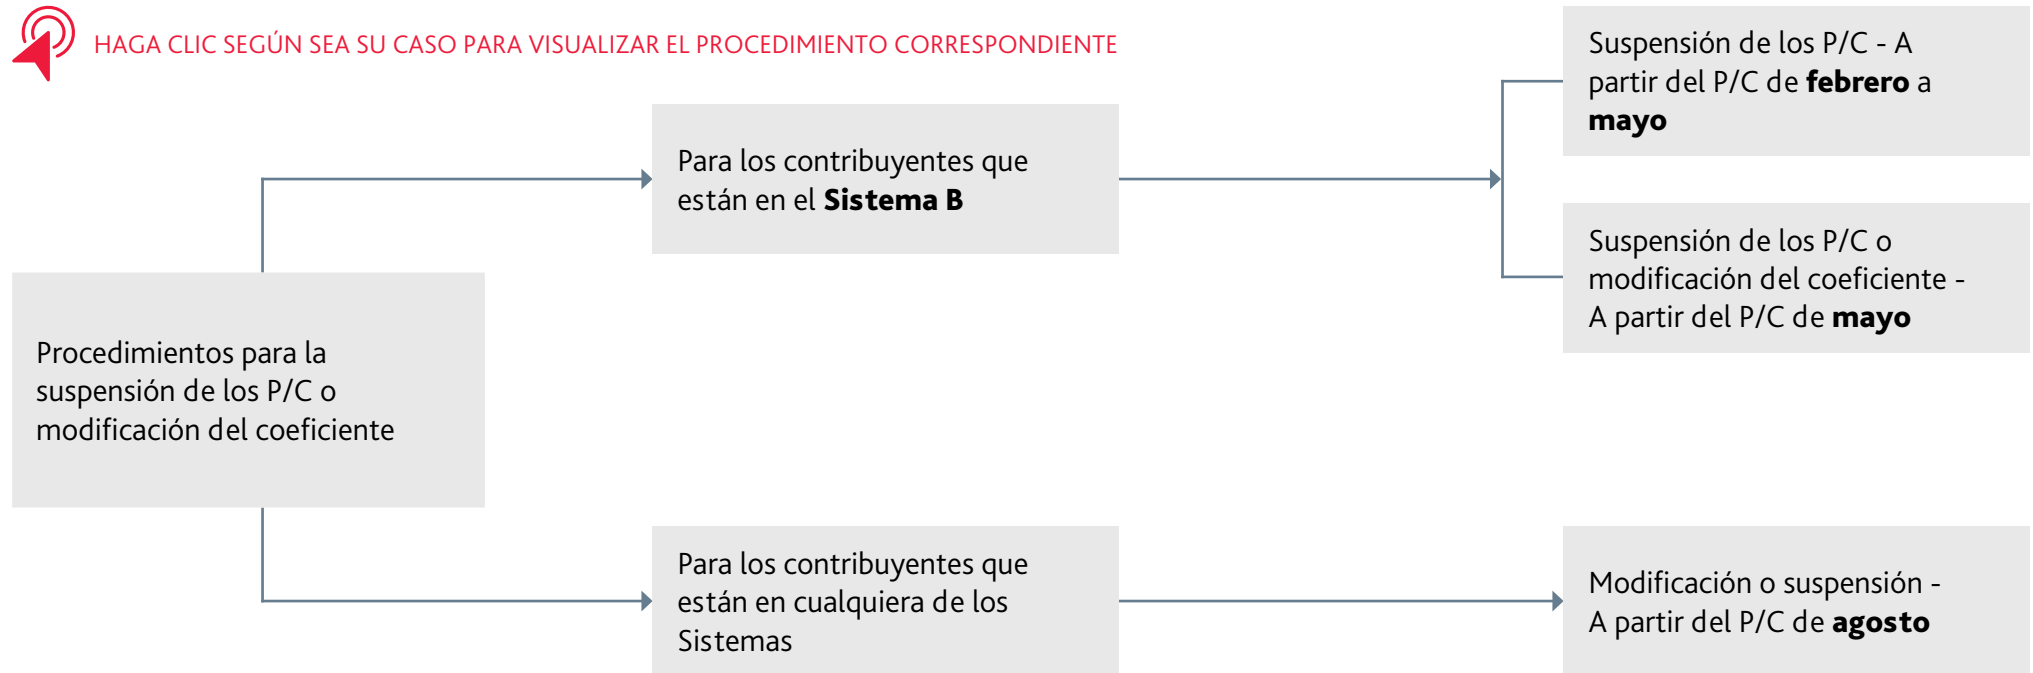 HAGA CLIC SEGÚN SEA SU CASO PARA VISUALIZAR EL PROCEDIMIENTO CORRESPONDIENTE
Procedimientos para la
suspensión de los P/C o
modificación del coeficiente
Para los contribuyentes que
están en el Sistema B
Suspensión de los P/C - A
partir del P/C de febrero a
mayo
Suspensión de los P/C o
modificación del coeficiente -
A partir del P/C de mayo
Para los contribuyentes que
están en cualquiera de los
Sistemas
Modificación o suspensión -
A partir del P/C de agosto